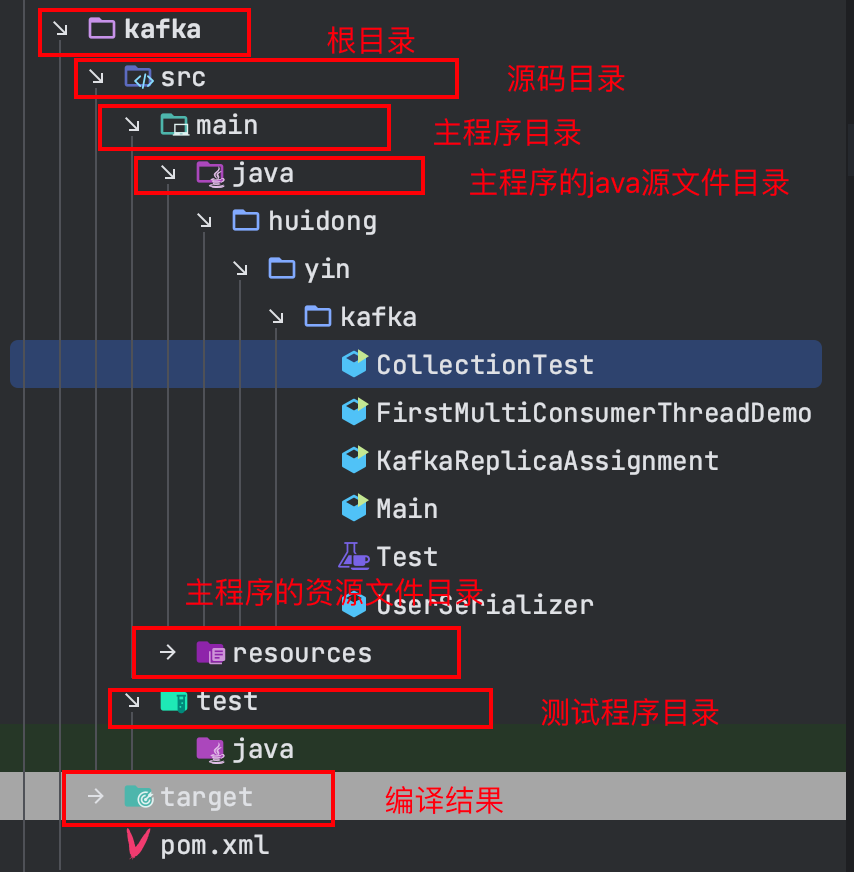 kafka
根目录
src
源码目录
main
主程序目录
java
主程序的java源文件目录
huidong
yin
kafka
CollectionTest
FirstMultiConsumerThreadDemo
KafkaReplicaAssignment
Main
Test
主程序的资源文件目录
UserSerializer
resources
test
测试程序目录
java
target
编译结果
pom.xml